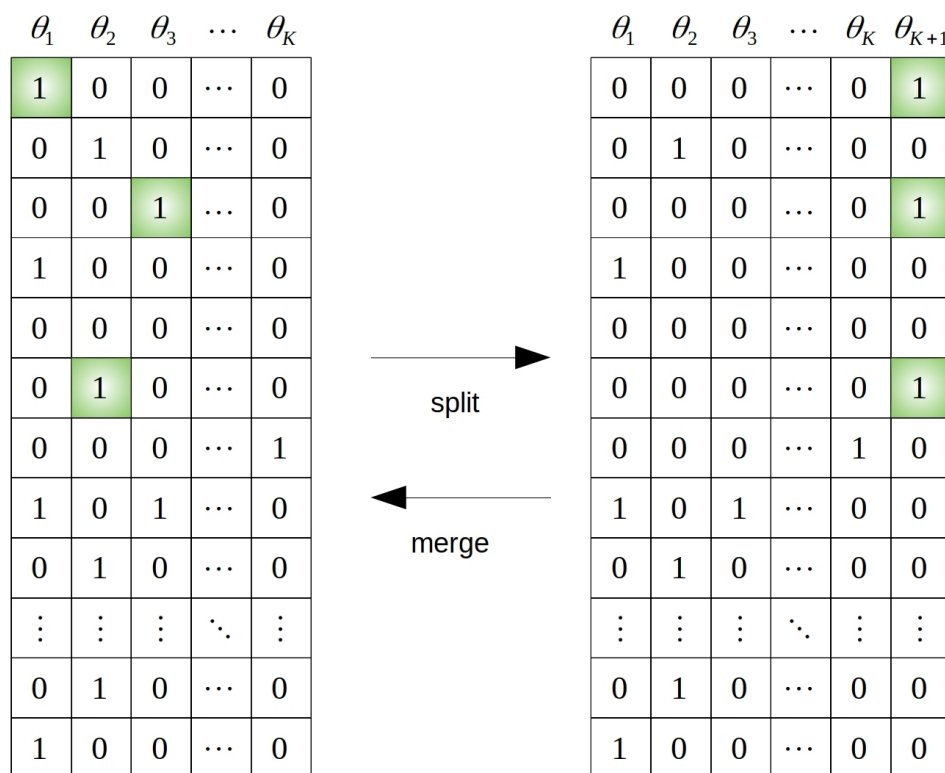 θ₁ θ₂ θ₃ ⋯ θ_K θ₁ θ₂ θ₃ ⋯ θ_K θ_{K+1}
1 0 0 ⋯ 0 0 0 0 ⋯ 0 1
0 1 0 ⋯ 0 0 1 0 ⋯ 0 0
0 0 1 ⋯ 0 0 0 0 ⋯ 0 1
1 0 0 ⋯ 0 1 0 0 ⋯ 0 0
0 0 0 ⋯ 0 0 0 0 ⋯ 0 0
0 1 0 ⋯ 0 0 0 0 ⋯ 0 1
split
0 0 0 ⋯ 1 0 0 0 ⋯ 1 0
1 0 1 ⋯ 0 1 0 1 ⋯ 0 0
merge
0 1 0 ⋯ 0 0 1 0 ⋯ 0 0
⋮ ⋮ ⋮ ⋱ ⋮ ⋮ ⋮ ⋮ ⋱ ⋮ ⋮
0 1 0 ⋯ 0 0 1 0 ⋯ 0 0
1 0 0 ⋯ 0 1 0 0 ⋯ 0 0